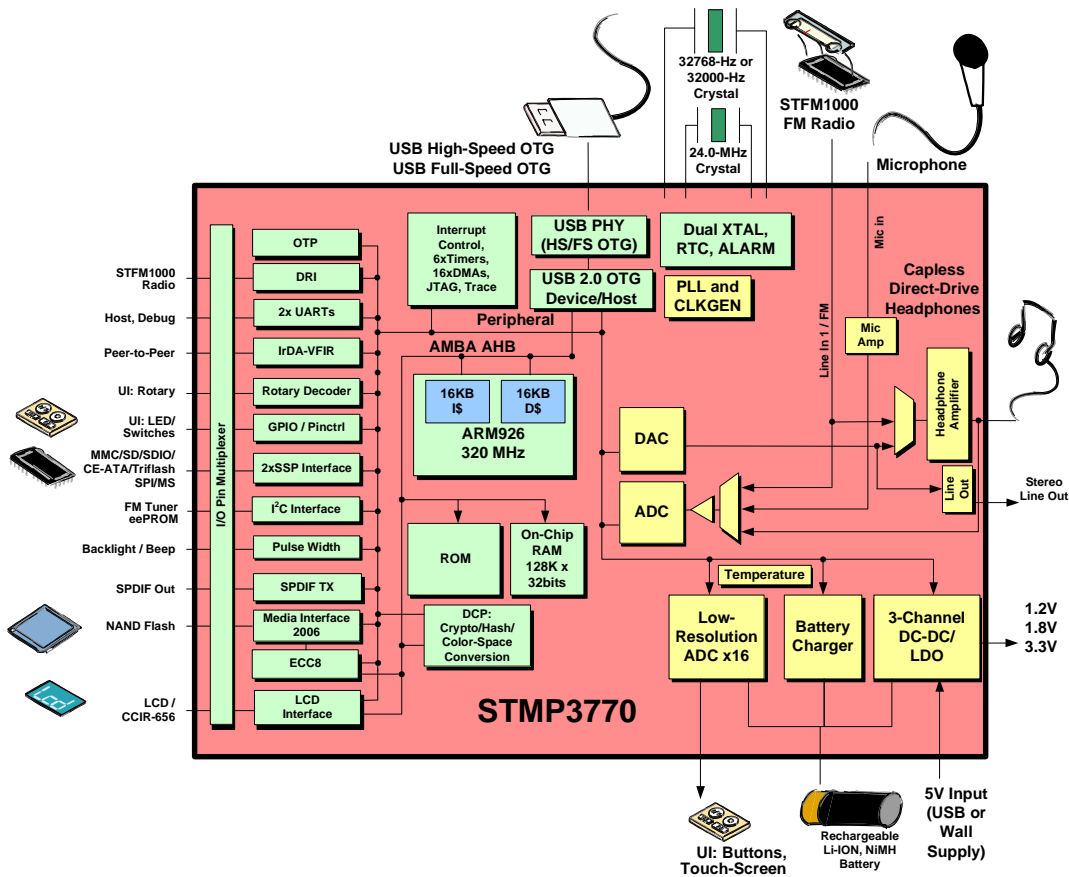 32768-Hz or
32000-Hz
Crystal
24.0-MHz
Crystal
STFM1000
FM Radio
USB High-Speed OTG
USB Full-Speed OTG
Microphone
I/O Pin Multiplexer
OTP
DRI
2x UARTs
IrDA-VFIR
Rotary Decoder
GPIO / Pinctrl
2xSSP Interface
I²C Interface
Pulse Width
SPDIF TX
Media Interface
2006
ECC8
LCD
Interface
STFM1000
Radio
Host, Debug
Peer-to-Peer
UI: Rotary
UI: LED/
Switches
MMC/SD/SDIO/
CE-ATA/Triflash
SPI/MS
FM Tuner
eePROM
Backlight / Beep
SPDIF Out
NAND Flash
LCD /
CCIR-656
Lcd
Interrupt
Control,
6xTimers,
16xDMAs,
JTAG, Trace
USB PHY
(HS/FS OTG)
USB 2.0 OTG
Device/Host
Dual XTAL,
RTC, ALARM
PLL and
CLKGEN
Peripheral
AMBA AHB
16KB
I$
16KB
D$
ARM926
320 MHz
ROM
On-Chip
RAM
128K x
32bits
DCP:
Crypto/Hash/
Color-Space
Conversion
DAC
ADC
Line In 1 / FM
Mic in
Mic
Amp
Capless
Direct-Drive
Headphones
Headphone
Amplifier
Line
Out
Stereo
Line Out
Temperature
Low-
Resolution
ADC x16
Battery
Charger
3-Channel
DC-DC/
LDO
1.2V
1.8V
3.3V
STMP3770
UI: Buttons,
Touch-Screen
Rechargeable
Li-ION, NiMH
Battery
5V Input
(USB or
Wall
Supply)